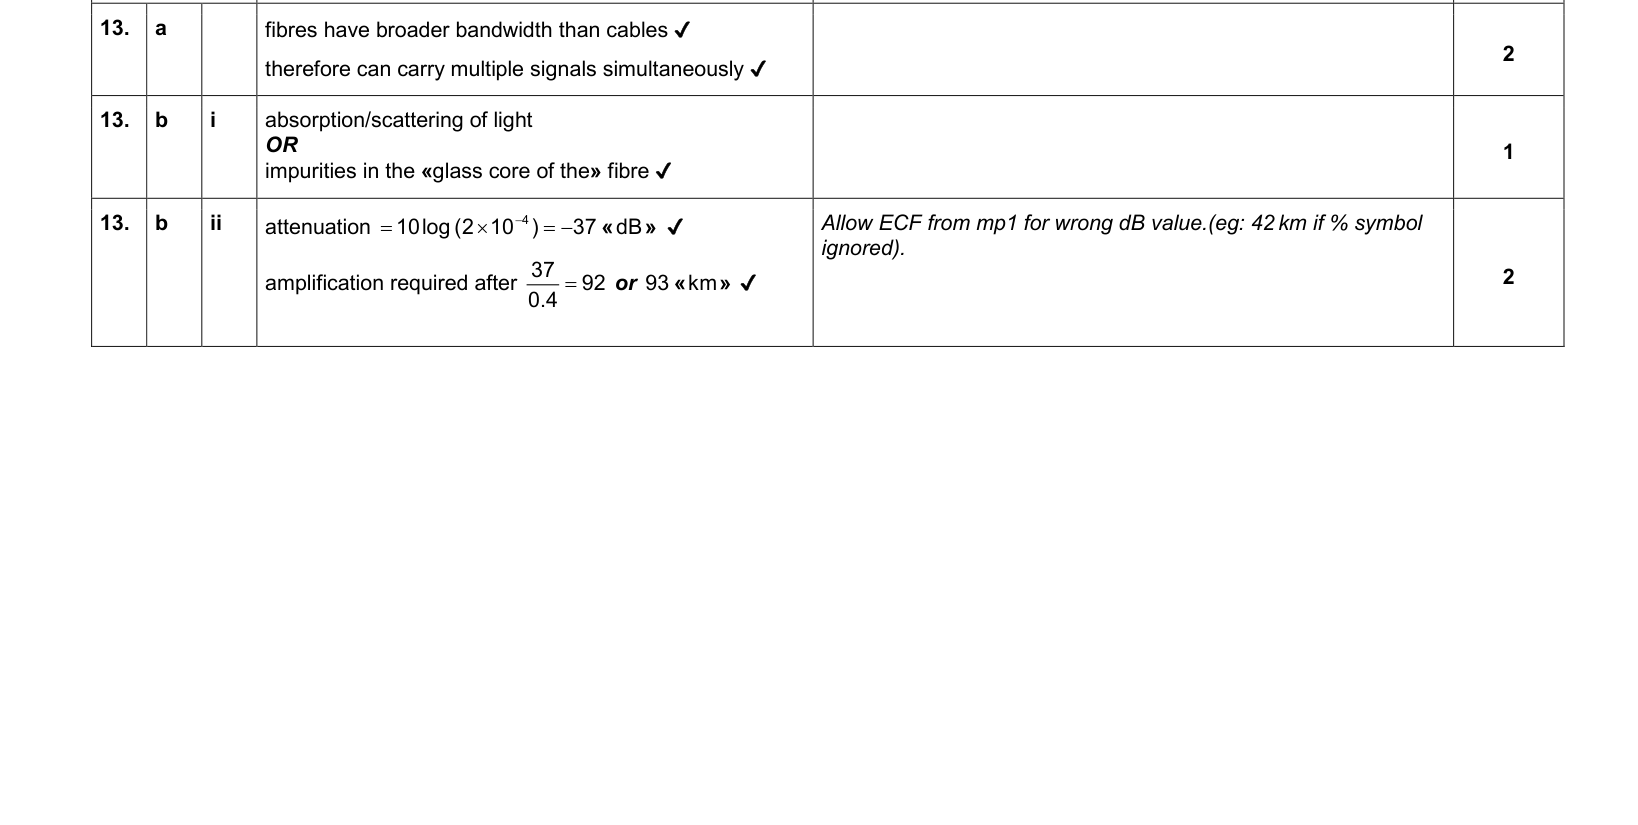 13. a fibres have broader bandwidth than cables ✓
therefore can carry multiple signals simultaneously ✓
2
13. b i absorption/scattering of light
OR
impurities in the «glass core of the» fibre ✓
1
13. b ii attenuation = 10 log (2×10⁻⁴) = −37 «dB» ✓
amplification required after 37/0.4 = 92 or 93 «km» ✓
Allow ECF from mp1 for wrong dB value.(eg: 42 km if % symbol
ignored).
2